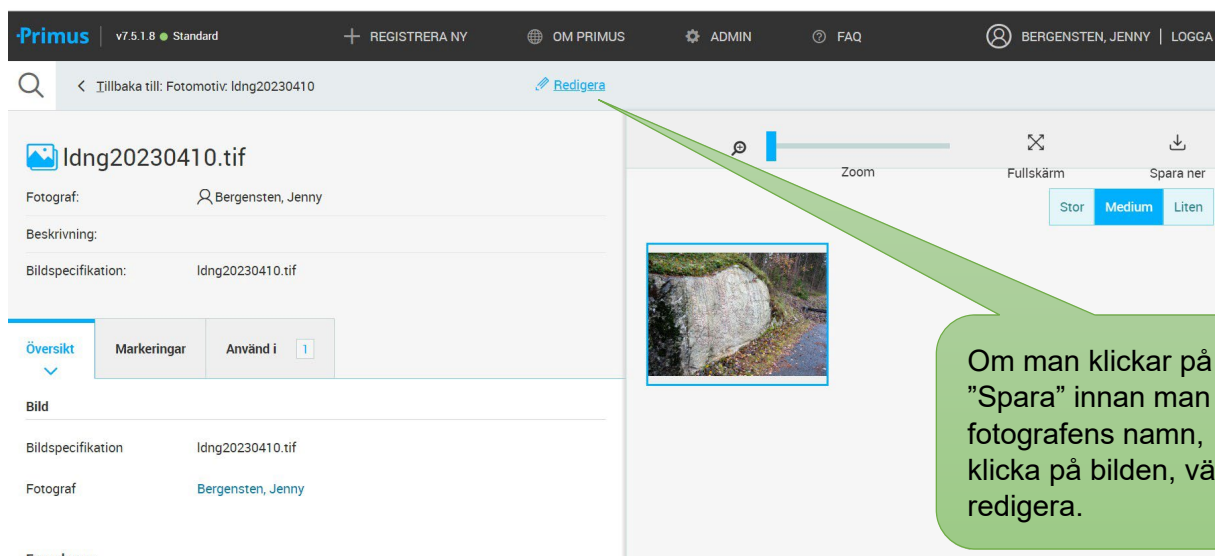 Primus v7.5.1.8 Standard REGISTRERA NY OM PRIMUS ADMIN FAQ BERGENSTEN, JENNY | LOGGA
Tillbaka till: Fotomotiv: ldng20230410 Redigera
ldng20230410.tif
Fotograf: Bergensten, Jenny
Beskrivning:
Bildspecifikation: ldng20230410.tif
Översikt Markeringar Använd i 1
Bild
Bildspecifikation ldng20230410.tif
Fotograf Bergensten, Jenny
Zoom Fullskärm Spara ner
Stor Medium Liten
Om man klickar på
”Spara” innan man
fotografens namn,
klicka på bilden, vä
redigera.